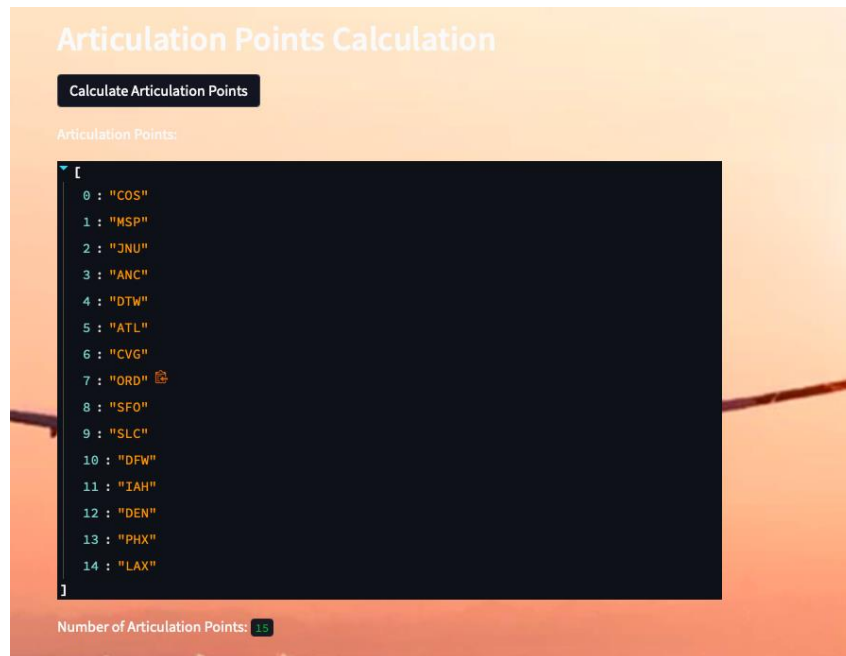 Articulation Points Calculation
Calculate Articulation Points
Articulation Points:
[
0 : "COS"
1 : "MSP"
2 : "JNU"
3 : "ANC"
4 : "DTW"
5 : "ATL"
6 : "CVG"
7 : "ORD"
8 : "SFO"
9 : "SLC"
10 : "DFW"
11 : "IAH"
12 : "DEN"
13 : "PHX"
14 : "LAX"
]
Number of Articulation Points: 15